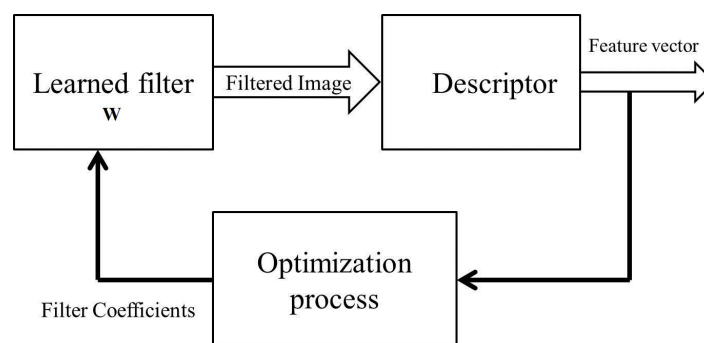 Learned filter
w
Filtered Image
Descriptor
Feature vector
Optimization
process
Filter Coefficients